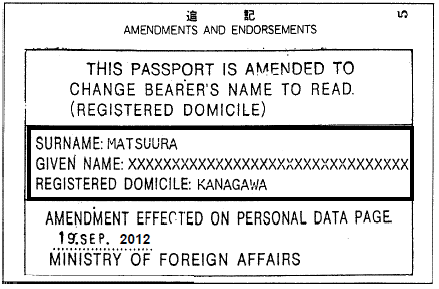 追 記
5
AMENDMENTS AND ENDORSEMENTS
THIS PASSPORT IS AMENDED TO
CHANGE BEARER'S NAME TO READ.
(REGISTERED DOMICILE)
SURNAME: MATSUURA
GIVEN NAME: XXXXXXXXXXXXXXXXXXXXXXXXXXXXXXXXX
REGISTERED DOMICILE: KANAGAWA
AMENDMENT EFFECTED ON PERSONAL DATA PAGE
19.SEP. 2012
MINISTRY OF FOREIGN AFFAIRS